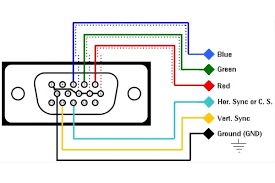 Blue
Green
Red
Hor. Sync or C. S.
Vert. Sync
Ground (GND)